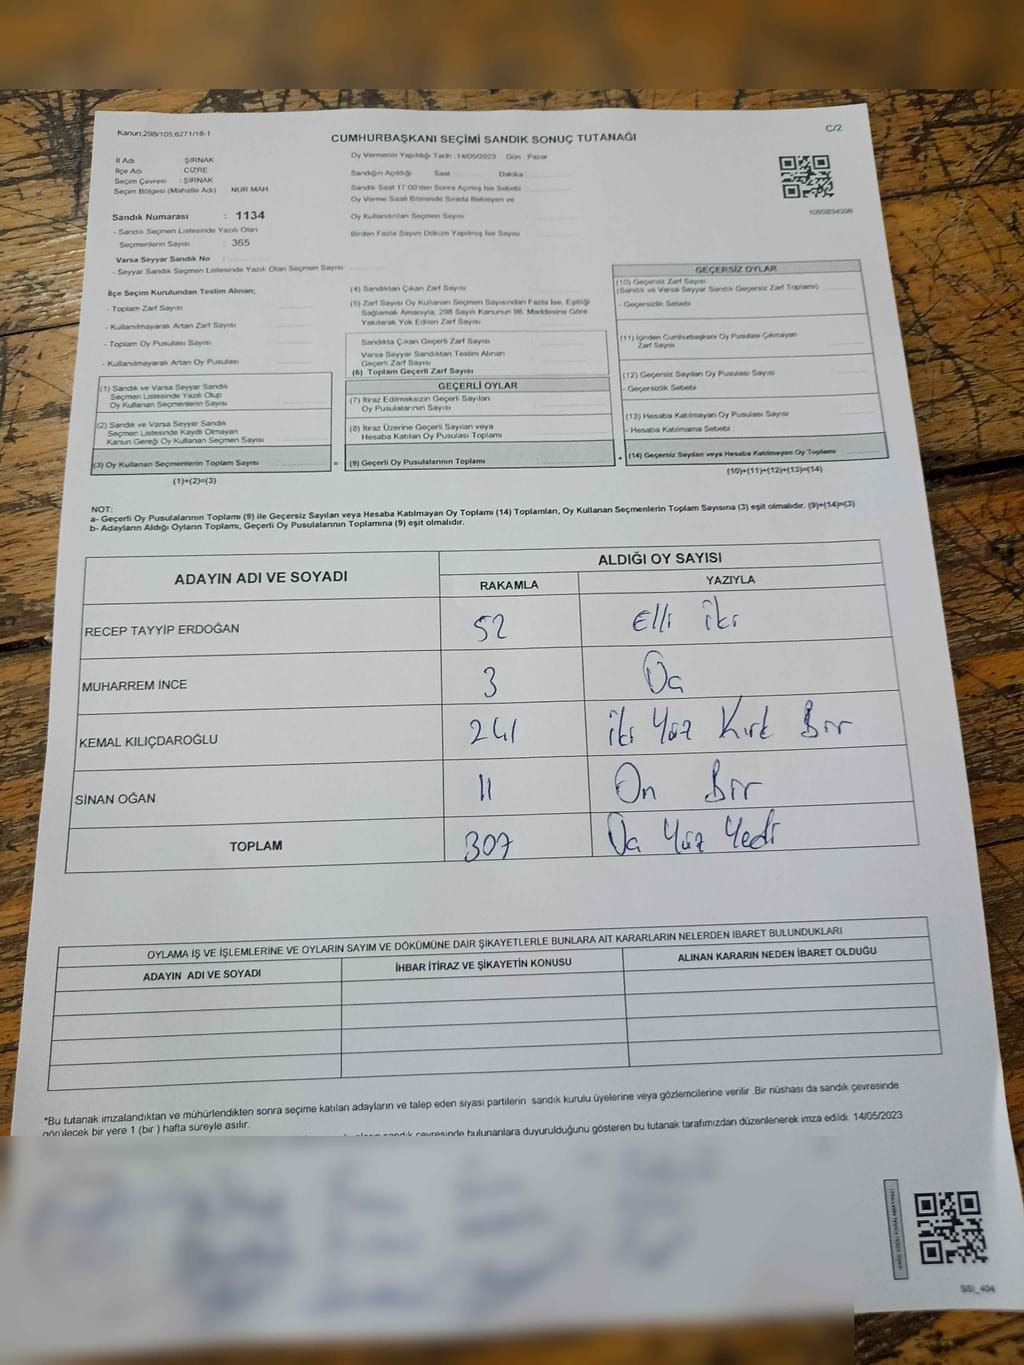 Kanun;298/105;6271/18-1
C/2
CUMHURBAŞKANI SEÇİMİ SANDIK SONUÇ TUTANAĞI
İl Adı ŞIRNAK
İlçe Adı CİZRE
Seçim Çevresi : ŞIRNAK
Seçim Bölgesi (Mahalle Adı) : NUR MAH.
Sandık Numarası : 1134
- Sandık Seçmen Listesinde Yazılı Olan
Seçmenlerin Sayısı : 365
Varsa Seyyar Sandık No :
- Seyyar Sandık Seçmen Listesinde Yazılı Olan Seçmen Sayısı:
Oy Vermenin Yapıldığı Tarih :14/05/2023 Gün : Pazar
Sandığın Açıldığı Saat Dakika
Sandık Saat 17.00'den Sonra Açılmış İse Sebebi :
Oy Verme Saati Bitiminde Sırada Bekleyen ve
Oy Kullandırılan Seçmen Sayısı
Birden Fazla Sayım Döküm Yapılmış İse Sayısı
İlçe Seçim Kurulundan Teslim Alınan;
- Toplam Zarf Sayısı
- Kullanılmayarak Artan Zarf Sayısı
- Toplam Oy Pusulası Sayısı
- Kullanılmayarak Artan Oy Pusulası
(1) Sandık ve Varsa Seyyar Sandık
Seçmen Listesinde Yazılı Olup
Oy Kullanan Seçmenlerin Sayısı
(2) Sandık ve Varsa Seyyar Sandık
Seçmen Listesinde Kayıtlı Olmayan
Kanun Gereği Oy Kullanan Seçmen Sayısı
(3) Oy Kullanan Seçmenlerin Toplam Sayısı
(1)+(2)=(3)
(4) Sandıktan Çıkan Zarf Sayısı
(5) Zarf Sayısı Oy Kullanan Seçmen Sayısından Fazla İse, Eşitliği
Sağlamak Amacıyla, 298 Sayılı Kanunun 98. Maddesine Göre
Yakılarak Yok Edilen Zarf Sayısı
Sandıkta Çıkan Geçerli Zarf Sayısı
Varsa Seyyar Sandıktan Teslim Alınan
Geçerli Zarf Sayısı
(6) Toplam Geçerli Zarf Sayısı
GEÇERLİ OYLAR
(7) İtiraz Edilmeksizin Geçerli Sayılan
Oy Pusulalarının Sayısı
(8) İtiraz Üzerine Geçerli Sayılan veya
Hesaba Katılan Oy Pusulası Toplamı
= (9) Geçerli Oy Pusulalarının Toplamı
GEÇERSİZ OYLAR
(10) Geçersiz Zarf Sayısı
(Sandık ve Varsa Seyyar Sandık Geçersiz Zarf Toplamı)
- Geçersizlik Sebebi
(11) İçinden Cumhurbaşkanı Oy Pusulası Çıkmayan
Zarf Sayısı
(12) Geçersiz Sayılan Oy Pusulası Sayısı
- Geçersizlik Sebebi
(13) Hesaba Katılmayan Oy Pusulası Sayısı
- Hesaba Katılmama Sebebi :
+ (14) Geçersiz Sayılan veya Hesaba Katılmayan Oy Toplamı
(10)+(11)+(12)+(13)=(14)
NOT:
a- Geçerli Oy Pusulalarının Toplamı (9) ile Geçersiz Sayılan veya Hesaba Katılmayan Oy Toplamı (14) Toplamları, Oy Kullanan Seçmenlerin Toplam Sayısına (3) eşit olmalıdır. (9)+(14)=(3)
b- Adayların Aldığı Oyların Toplamı, Geçerli Oy Pusulalarının Toplamına (9) eşit olmalıdır.
ADAYIN ADI VE SOYADI
ALDIĞI OY SAYISI
RAKAMLA YAZIYLA
RECEP TAYYİP ERDOĞAN 52 Elli iki
MUHARREM İNCE 3 Üç
KEMAL KILIÇDAROĞLU 241 iki Yüz Kırk Bir
SİNAN OĞAN 11 On Bir
TOPLAM 307 Üç Yüz Yedi
OYLAMA İŞ VE İŞLEMLERİNE VE OYLARIN SAYIM VE DÖKÜMÜNE DAİR ŞİKAYETLERLE BUNLARA AİT KARARLARIN NELERDEN İBARET BULUNDUKLARI
ADAYIN ADI VE SOYADI İHBAR İTİRAZ VE ŞİKAYETİN KONUSU ALINAN KARARIN NEDEN İBARET OLDUĞU
*Bu tutanak imzalandıktan ve mühürlendikten sonra seçime katılan adayların ve talep eden siyasi partilerin sandık kurulu üyelerine veya gözlemcilerine verilir .Bir nüshası da sandık çevresinde
görülecek bir yere 1 (bir ) hafta süreyle asılır.
sandık çevresinde bulunanlara duyurulduğunu gösteren bu tutanak tarafımızdan düzenlenerek imza edildi. 14/05/2023
SSI_404